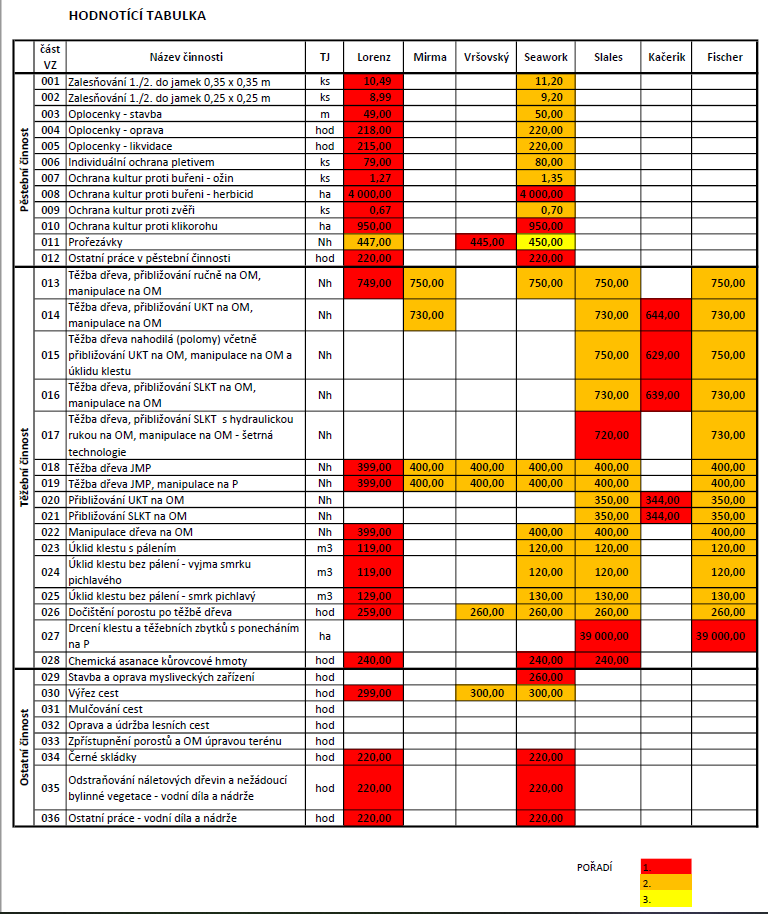 HODNOTÍCÍ TABULKA
část VZ Název činnosti TJ Lorenz Mirma Vršovský Seawork Slales Kačerik Fischer
Pěstební činnost
001 Zalesňování 1./2. do jamek 0,35 x 0,35 m ks 10,49 11,20
002 Zalesňování 1./2. do jamek 0,25 x 0,25 m ks 8,99 9,20
003 Oplocenky - stavba m 49,00 50,00
004 Oplocenky - oprava hod 218,00 220,00
005 Oplocenky - likvidace hod 215,00 220,00
006 Individuální ochrana pletivem ks 79,00 80,00
007 Ochrana kultur proti buřeni - ožin ks 1,27 1,35
008 Ochrana kultur proti buřeni - herbicid ha 4 000,00 4 000,00
009 Ochrana kultur proti zvěři ks 0,67 0,70
010 Ochrana kultur proti klikorohu ha 950,00 950,00
011 Prořezávky Nh 447,00 445,00 450,00
012 Ostatní práce v pěstební činnosti hod 220,00 220,00
Těžební činnost
013 Těžba dřeva, přibližování ručně na OM,
manipulace na OM Nh 749,00 750,00 750,00 750,00 750,00
014 Těžba dřeva, přibližování UKT na OM,
manipulace na OM Nh 730,00 730,00 644,00 730,00
015 Těžba dřeva nahodilá (polomy) včetně
přibližování UKT na OM, manipulace na OM a
úklidu klestu Nh 750,00 629,00 750,00
016 Těžba dřeva, přibližování SLKT na OM,
manipulace na OM Nh 730,00 639,00 730,00
017 Těžba dřeva, přibližování SLKT s hydraulickou
rukou na OM, manipulace na OM - šetrná
technologie Nh 720,00 730,00
018 Těžba dřeva JMP Nh 399,00 400,00 400,00 400,00 400,00 400,00
019 Těžba dřeva JMP, manipulace na P Nh 399,00 400,00 400,00 400,00 400,00 400,00
020 Přibližování UKT na OM Nh 350,00 344,00 350,00
021 Přibližování SLKT na OM Nh 350,00 344,00 350,00
022 Manipulace dřeva na OM Nh 399,00 400,00 400,00 400,00
023 Úklid klestu s pálením m3 119,00 120,00 120,00 120,00
024 Úklid klestu bez pálení - vyjma smrku
pichlavého m3 119,00 120,00 120,00 120,00
025 Úklid klestu bez pálení - smrk pichlavý m3 129,00 130,00 130,00 130,00
026 Dočištění porostu po těžbě dřeva hod 259,00 260,00 260,00 260,00 260,00
027 Drcení klestu a těžebních zbytků s ponecháním
na P ha 39 000,00 39 000,00
028 Chemická asanace kůrovcové hmoty hod 240,00 240,00 240,00
Ostatní činnost
029 Stavba a oprava mysliveckých zařízení hod 260,00
030 Výřez cest hod 299,00 300,00 300,00
031 Mulčování cest hod
032 Oprava a údržba lesních cest hod
033 Zpřístupnění porostů a OM úpravou terénu hod
034 Černé skládky hod 220,00 220,00
035 Odstraňování náletových dřevin a nežádoucí
bylinné vegetace - vodní díla a nádrže hod 220,00 220,00
036 Ostatní práce - vodní díla a nádrže hod 220,00 220,00
POŘADÍ 1.
2.
3.